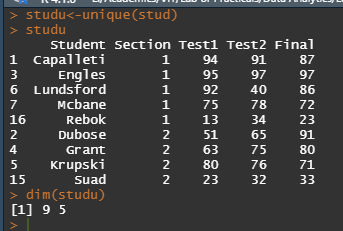 > studu<-unique(stud)
> studu
Student Section Test1 Test2 Final
1 Capalleti 1 94 91 87
3 Engles 1 95 97 97
6 Lundsford 1 92 40 86
7 Mcbane 1 75 78 72
16 Rebok 1 13 34 23
2 Dubose 2 51 65 91
4 Grant 2 63 75 80
5 Krupski 2 80 76 71
15 Suad 2 23 32 33
> dim(studu)
[1] 9 5
>